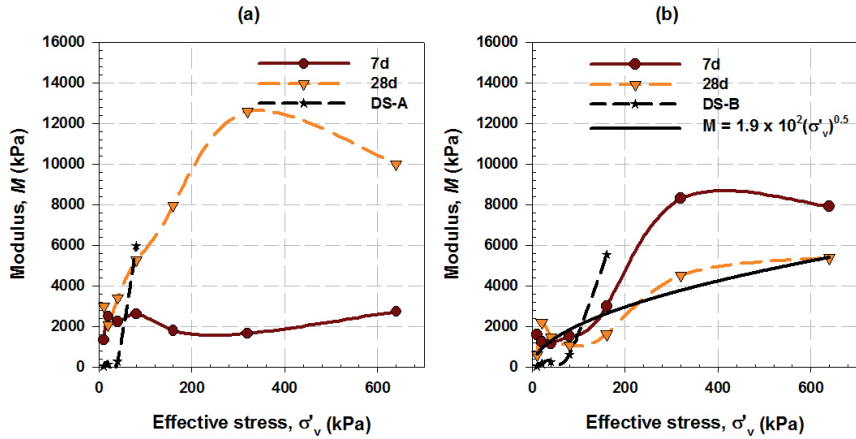 (a)
16000
14000
12000
10000
8000
6000
4000
2000
0
Modulus, M (kPa)
7d
28d
DS-A
0 200 400 600
Effective stress, σ'v (kPa)
(b)
16000
14000
12000
10000
8000
6000
4000
2000
0
Modulus, M (kPa)
7d
28d
DS-B
M = 1.9 x 10²(σ'v)⁰·⁵
0 200 400 600
Effective stress, σ'v (kPa)